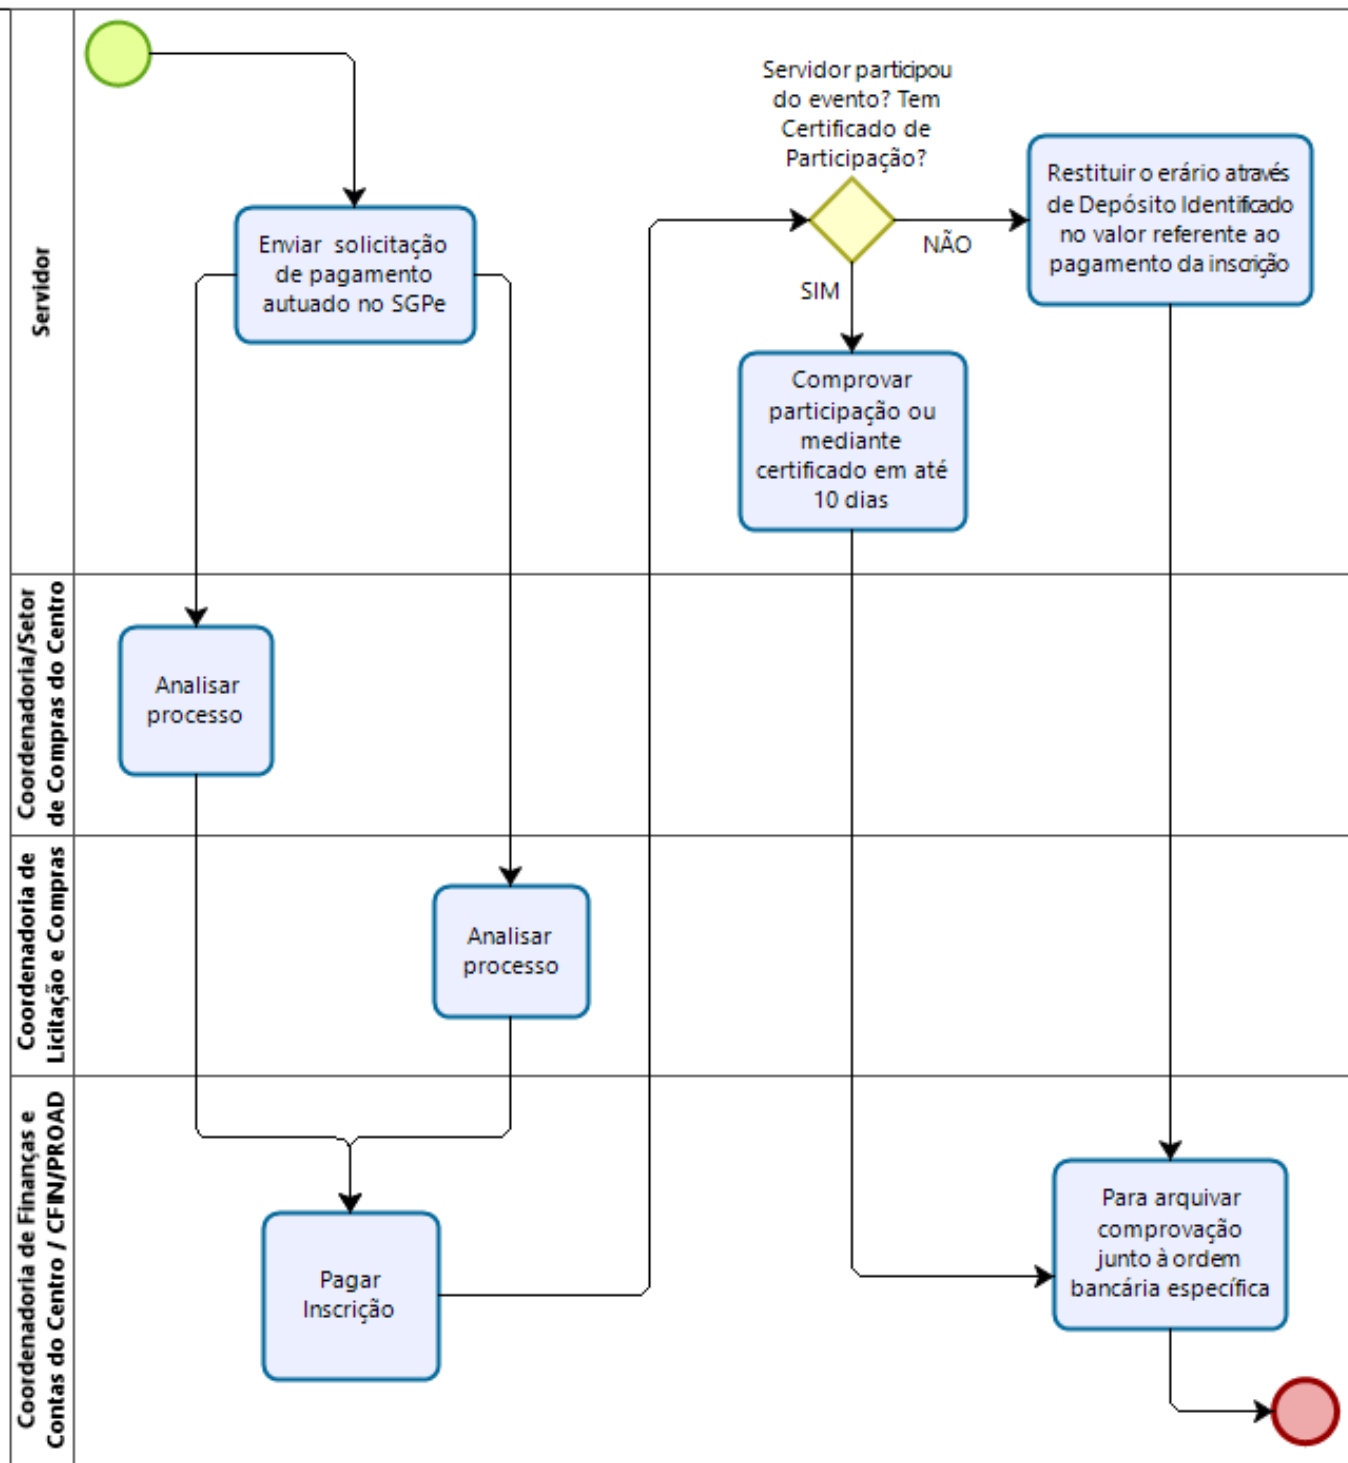 Servidor
Enviar solicitação
de pagamento
autuado no SGPe
Servidor participou
do evento? Tem
Certificado de
Participação?
NÃO
SIM
Restituir o erário através
de Depósito Identificado
no valor referente ao
pagamento da inscrição
Comprovar
participação ou
mediante
certificado em até
10 dias
Coordenadoria/Setor
de Compras do Centro
Analisar
processo
Coordenadoria de
Licitação e Compras
Analisar
processo
Coordenadoria de Finanças e
Contas do Centro / CFIN/PROAD
Pagar
Inscrição
Para arquivar
comprovação
junto à ordem
bancária específica